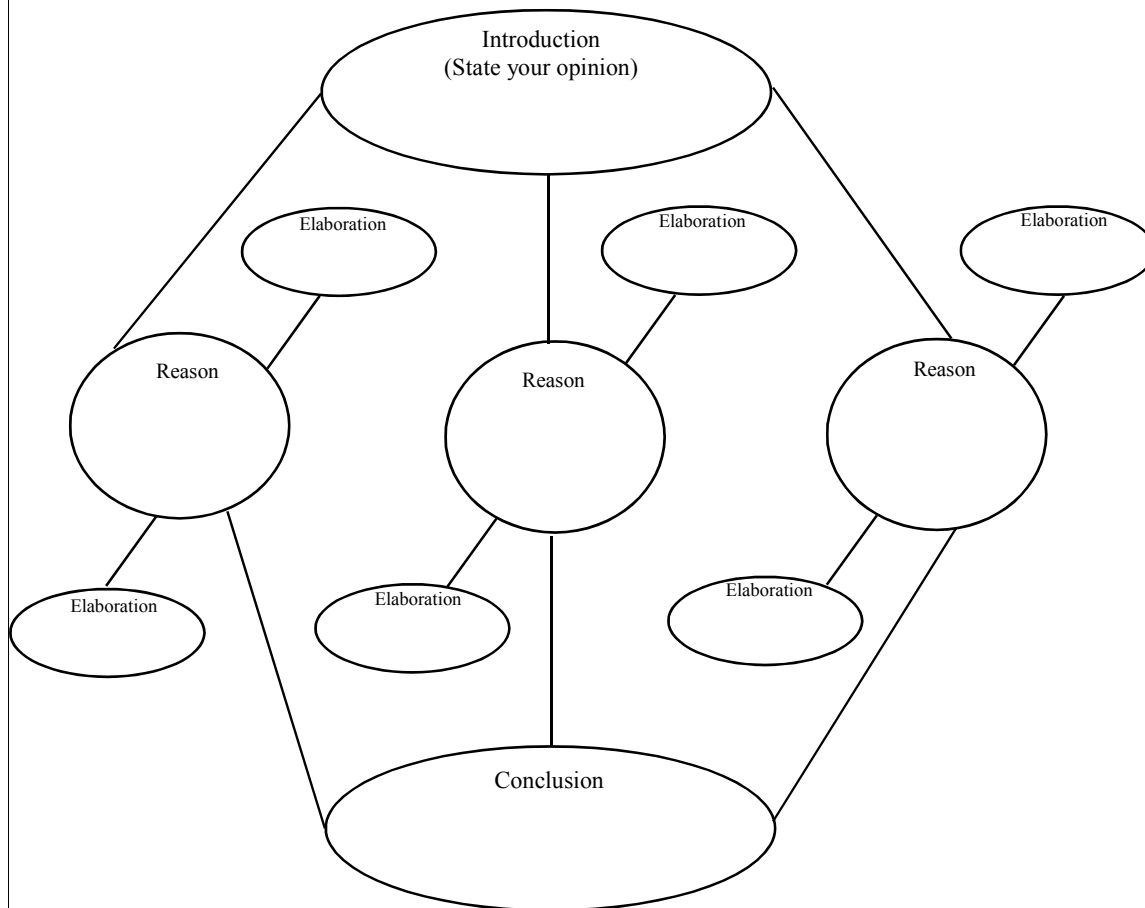 Introduction
(State your opinion)
Elaboration
Elaboration
Elaboration
Reason
Reason
Reason
Elaboration
Elaboration
Elaboration
Conclusion